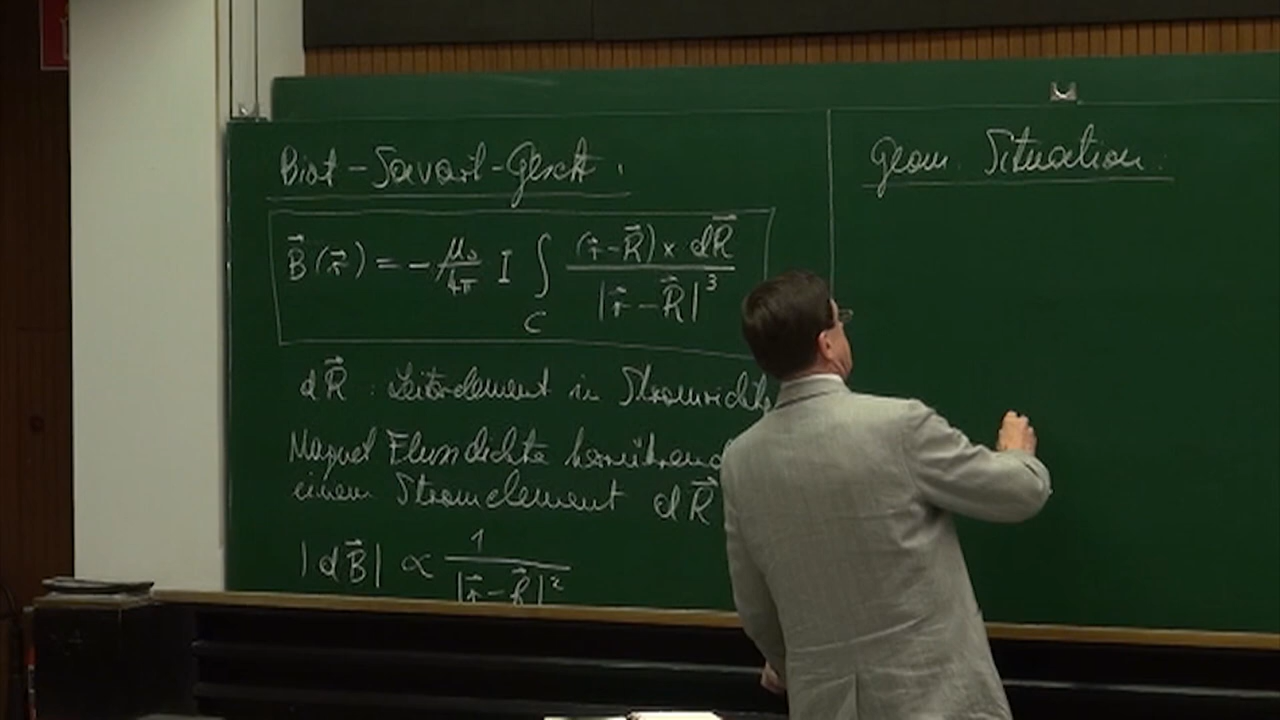 Biot-Savart-Gesetz:
B⃗(r⃗) = - μ₀/4π I ∫_C (r⃗-R⃗) × dR⃗ / |r⃗-R⃗|³
dR⃗ : Leiterelement in Stromricht
Magnet Flussdichte herrührend
einem Stromelement dR⃗
|dB⃗| ∝ 1/|r⃗-R⃗|²
Geom. Situation: